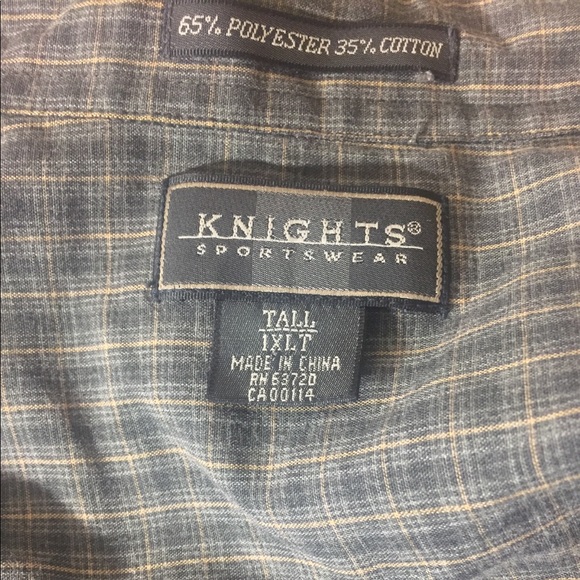 65% POLYESTER 35% COTTON
KNIGHTS®
SPORTSWEAR
TALL
1XLT
MADE IN CHINA
RN 63720
CA00114